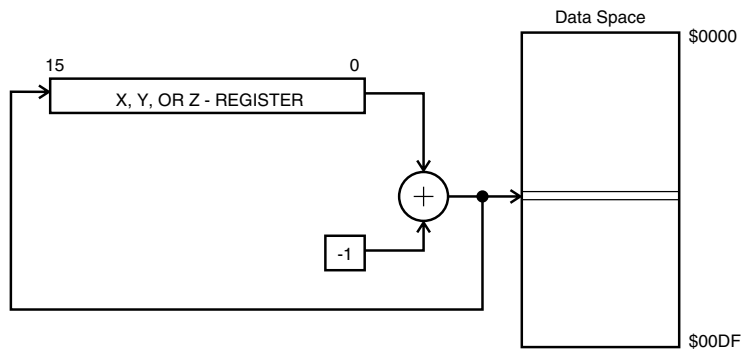 Data Space
$0000
15 0
X, Y, OR Z - REGISTER
+
-1
$00DF